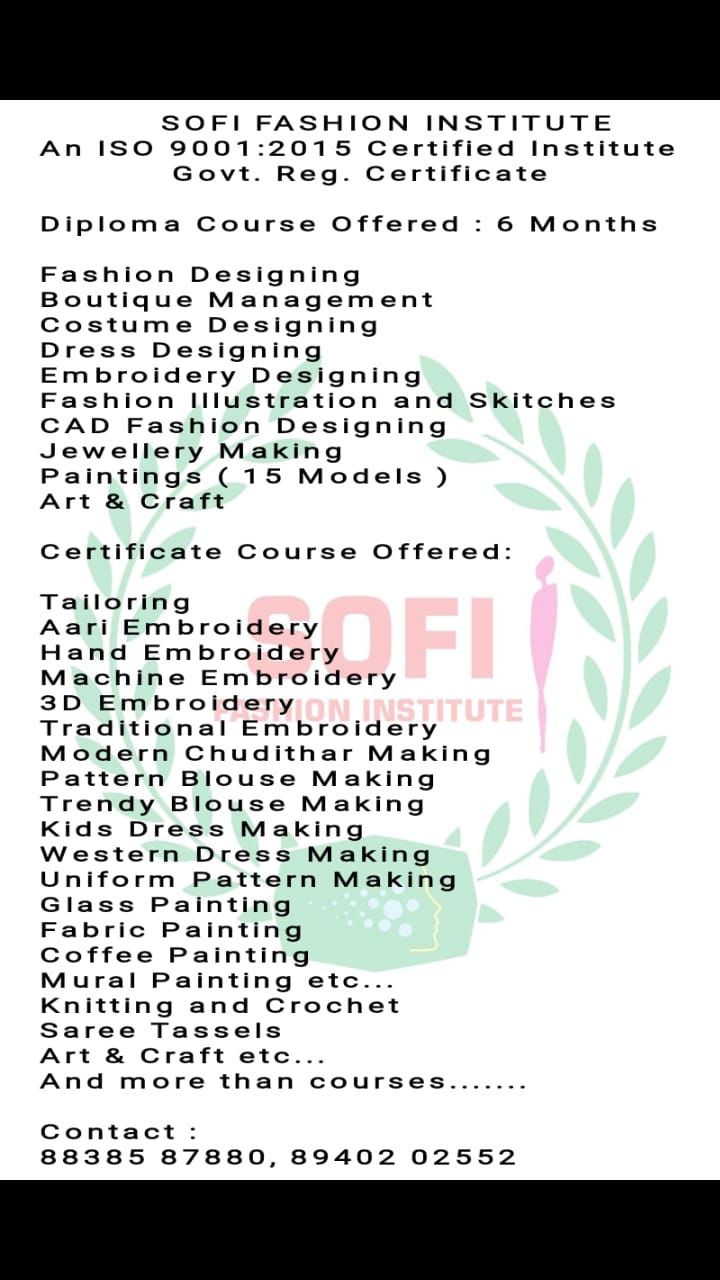 SOFI FASHION INSTITUTE
An ISO 9001:2015 Certified Institute
Govt. Reg. Certificate
Diploma Course Offered : 6 Months
Fashion Designing
Boutique Management
Costume Designing
Dress Designing
Embroidery Designing
Fashion Illustration and Skitches
CAD Fashion Designing
Jewellery Making
Paintings ( 15 Models )
Art & Craft
Certificate Course Offered:
Tailoring
Aari Embroidery
Hand Embroidery
Machine Embroidery
3D Embroidery
Traditional Embroidery
Modern Chudithar Making
Pattern Blouse Making
Trendy Blouse Making
Kids Dress Making
Western Dress Making
Uniform Pattern Making
Glass Painting
Fabric Painting
Coffee Painting
Mural Painting etc...
Knitting and Crochet
Saree Tassels
Art & Craft etc...
And more than courses.......
Contact :
88385 87880, 89402 02552
SOFI
FASHION INSTITUTE